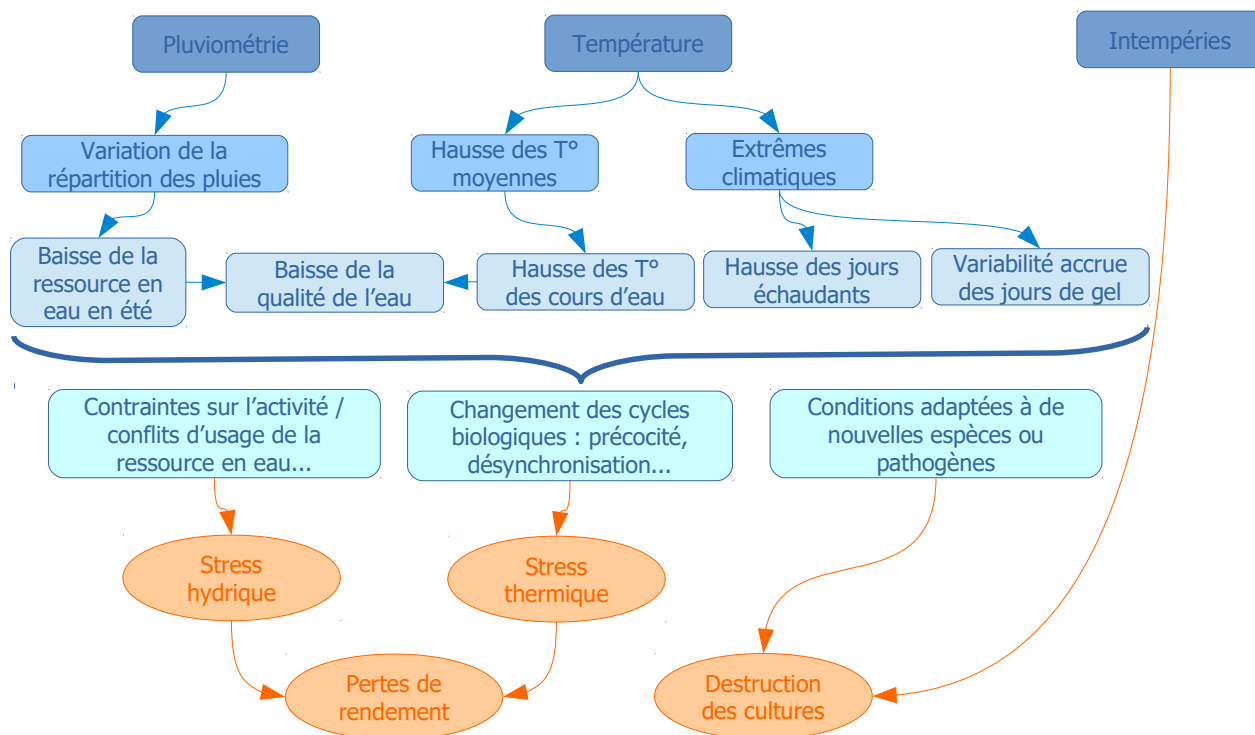 Pluviométrie
Température
Intempéries
Variation de la
répartition des pluies
Hausse des T°
moyennes
Extrêmes
climatiques
Baisse de la
ressource en
eau en été
Baisse de la
qualité de l’eau
Hausse des T°
des cours d’eau
Hausse des jours
échaudants
Variabilité accrue
des jours de gel
Contraintes sur l’activité /
conflits d’usage de la
ressource en eau...
Changement des cycles
biologiques : précocité,
désynchronisation...
Conditions adaptées à de
nouvelles espèces ou
pathogènes
Stress
hydrique
Stress
thermique
Pertes de
rendement
Destruction
des cultures